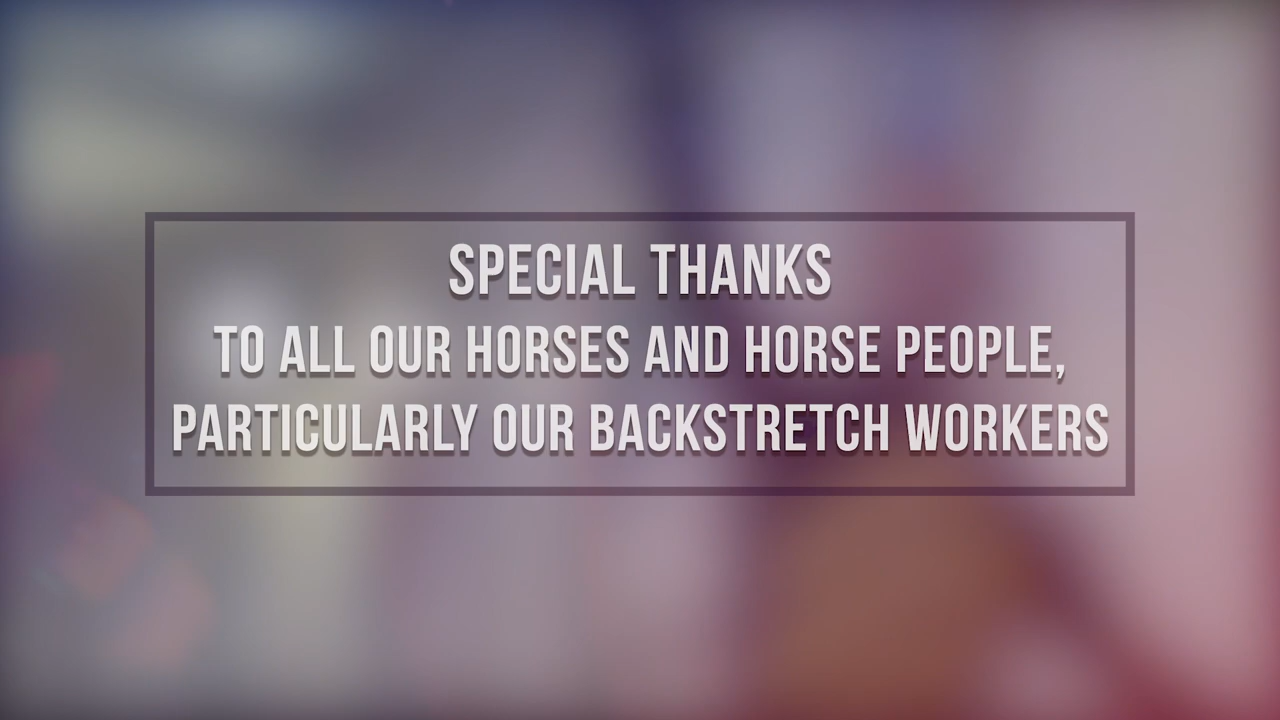 SPECIAL THANKS
TO ALL OUR HORSES AND HORSE PEOPLE,
PARTICULARLY OUR BACKSTRETCH WORKERS